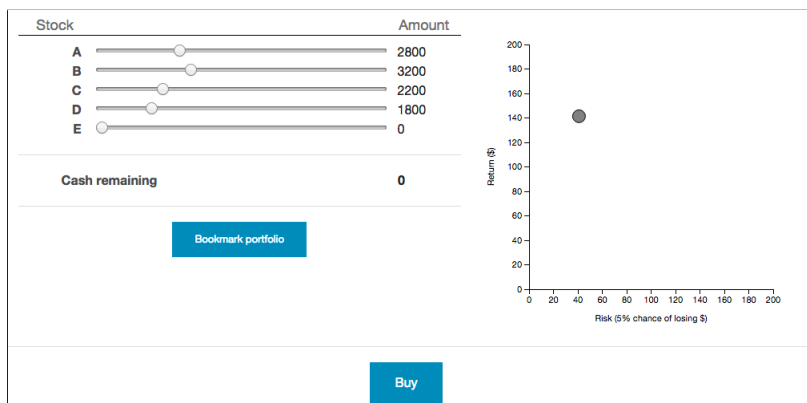 Stock Amount
A 2800
B 3200
C 2200
D 1800
E 0
Cash remaining 0
Bookmark portfolio
200
180
160
140
120
100
80
60
40
20
0
Return ($)
0 20 40 60 80 100 120 140 160 180 200
Risk (5% chance of losing $)
Buy